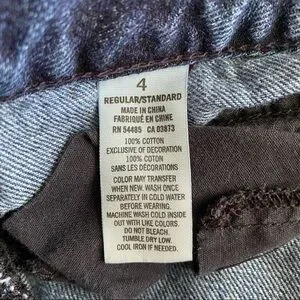 4
REGULAR/STANDARD
MADE IN CHINA
FABRIQUÉ EN CHINE
RN 54485 CA 03873
100% COTTON
EXCLUSIVE OF DECORATION
100% COTTON
SANS LES DÉCORATIONS
COLOR MAY TRANSFER
WHEN NEW. WASH ONCE
SEPARATELY IN COLD WATER
BEFORE WEARING.
MACHINE WASH COLD INSIDE
OUT WITH LIKE COLORS.
DO NOT BLEACH.
TUMBLE DRY LOW.
COOL IRON IF NEEDED.